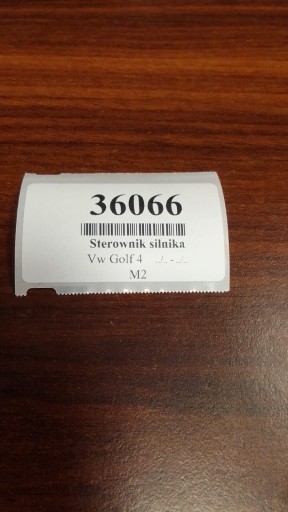 36066
Sterownik silnika
Vw Golf 4 ../.. - ../..
M2